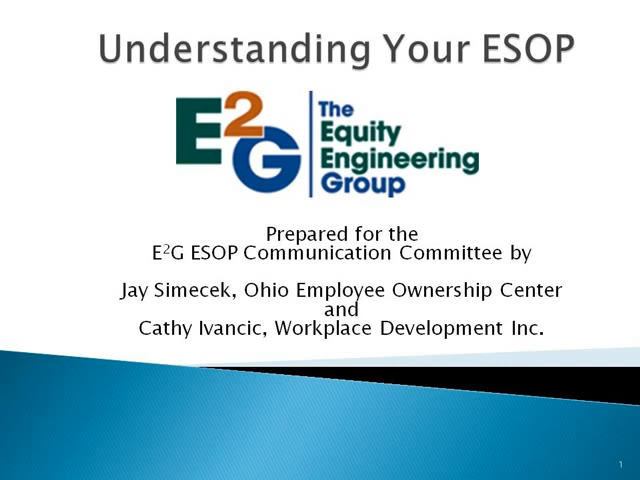 Understanding Your ESOP
E2G
The
Equity
Engineering
Group
Prepared for the
E²G ESOP Communication Committee by
Jay Simecek, Ohio Employee Ownership Center
and
Cathy Ivancic, Workplace Development Inc.
1